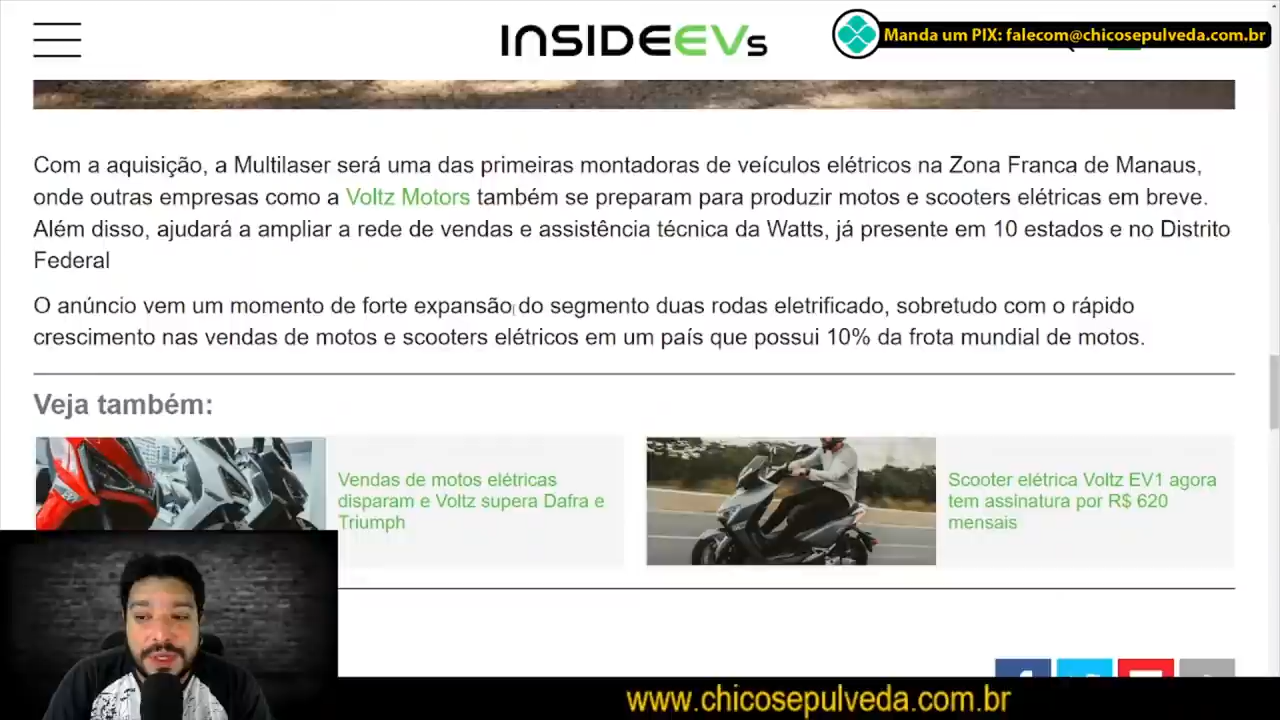 INSIDEEVs
Manda um PIX: falecom@chicosepulveda.com.br
Com a aquisição, a Multilaser será uma das primeiras montadoras de veículos elétricos na Zona Franca de Manaus,
onde outras empresas como a Voltz Motors também se preparam para produzir motos e scooters elétricas em breve.
Além disso, ajudará a ampliar a rede de vendas e assistência técnica da Watts, já presente em 10 estados e no Distrito
Federal
O anúncio vem um momento de forte expansão do segmento duas rodas eletrificado, sobretudo com o rápido
crescimento nas vendas de motos e scooters elétricos em um país que possui 10% da frota mundial de motos.
Veja também:
Vendas de motos elétricas
disparam e Voltz supera Dafra e
Triumph
Scooter elétrica Voltz EV1 agora
tem assinatura por R$ 620
mensais
www.chicosepulveda.com.br